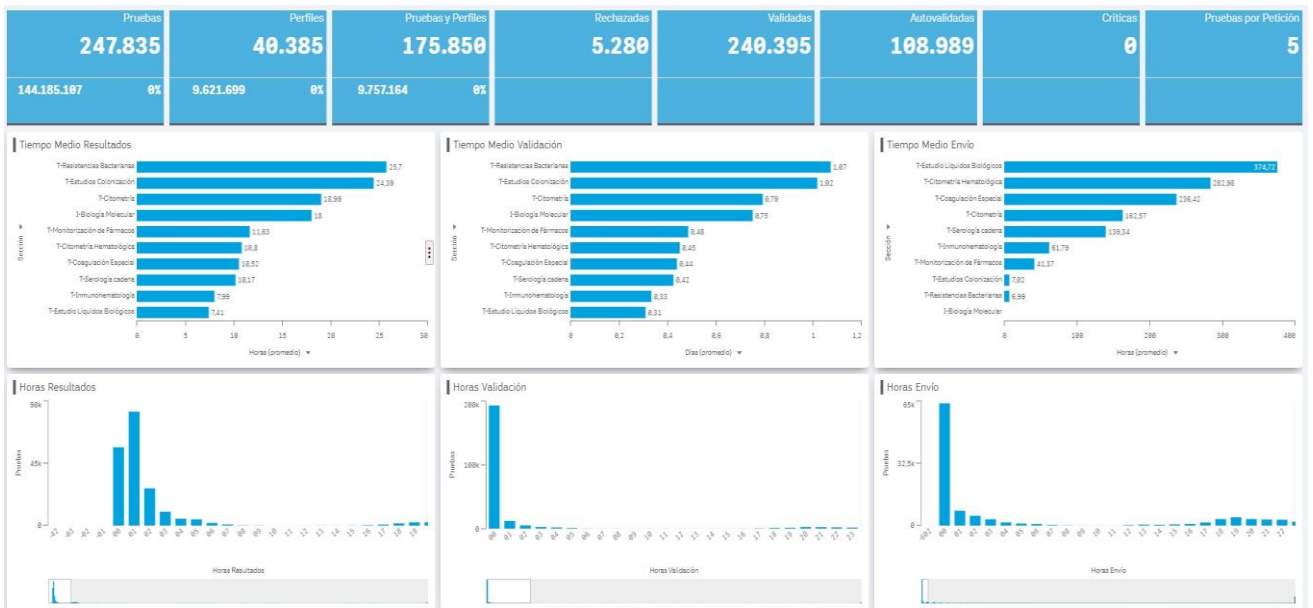 Pruebas
247.835
144.185.107 0%
Perfiles
40.385
9.621.699 0%
Pruebas y Perfiles
175.850
9.757.164 0%
Rechazadas
5.280
Validadas
240.395
Autovalidadas
108.989
Críticas
0
Pruebas por Petición
5
Tiempo Medio Resultados
Sección
T-Resistencias Bacterianas 25,7
T-Estudios Colonización 24,39
T-Citometría 18,99
I-Biología Molecular 18
T-Monitorización de Fármacos 11,63
T-Citometría Hematológica 10,8
T-Coagulación Especial 10,52
T-Serología cadena 10,17
T-Inmunohematología 7,99
T-Estudio Líquidos Biológicos 7,41
0 5 10 15 20 25 30
Horas (promedio)
Tiempo Medio Validación
Sección
T-Resistencias Bacterianas 1,07
T-Estudios Colonización 1,02
T-Citometría 0,79
I-Biología Molecular 0,75
T-Monitorización de Fármacos 0,48
T-Citometría Hematológica 0,45
T-Coagulación Especial 0,44
T-Serología cadena 0,42
T-Inmunohematología 0,33
T-Estudio Líquidos Biológicos 0,31
0 0,2 0,4 0,6 0,8 1 1,2
Días (promedio)
Tiempo Medio Envío
Sección
T-Estudio Líquidos Biológicos 374,72
T-Citometría Hematológica 282,98
T-Coagulación Especial 236,42
T-Citometría 162,57
T-Serología cadena 139,34
T-Inmunohematología 61,79
T-Monitorización de Fármacos 41,37
T-Estudios Colonización 7,02
T-Resistencias Bacterianas 6,99
I-Biología Molecular
0 100 200 300 400
Horas (promedio)
Horas Resultados
Pruebas
90k
45k
0
-02 -01 00 01 02 03 04 05 06 07 08 09 10 11 12 13 14 15 16 17 18 19
Horas Resultados
Horas Validación
Pruebas
200k
100k
0
00 01 02 03 04 05 06 07 08 09 10 11 12 13 14 15 16 17 18 19 20 21 22 23
Horas Validación
Horas Envío
Pruebas
65k
32,5k
0
00 01 02 03 04 05 06 07 08 09 10 11 12 13 14 15 16 17 18 19 20 21 22
Horas Envío